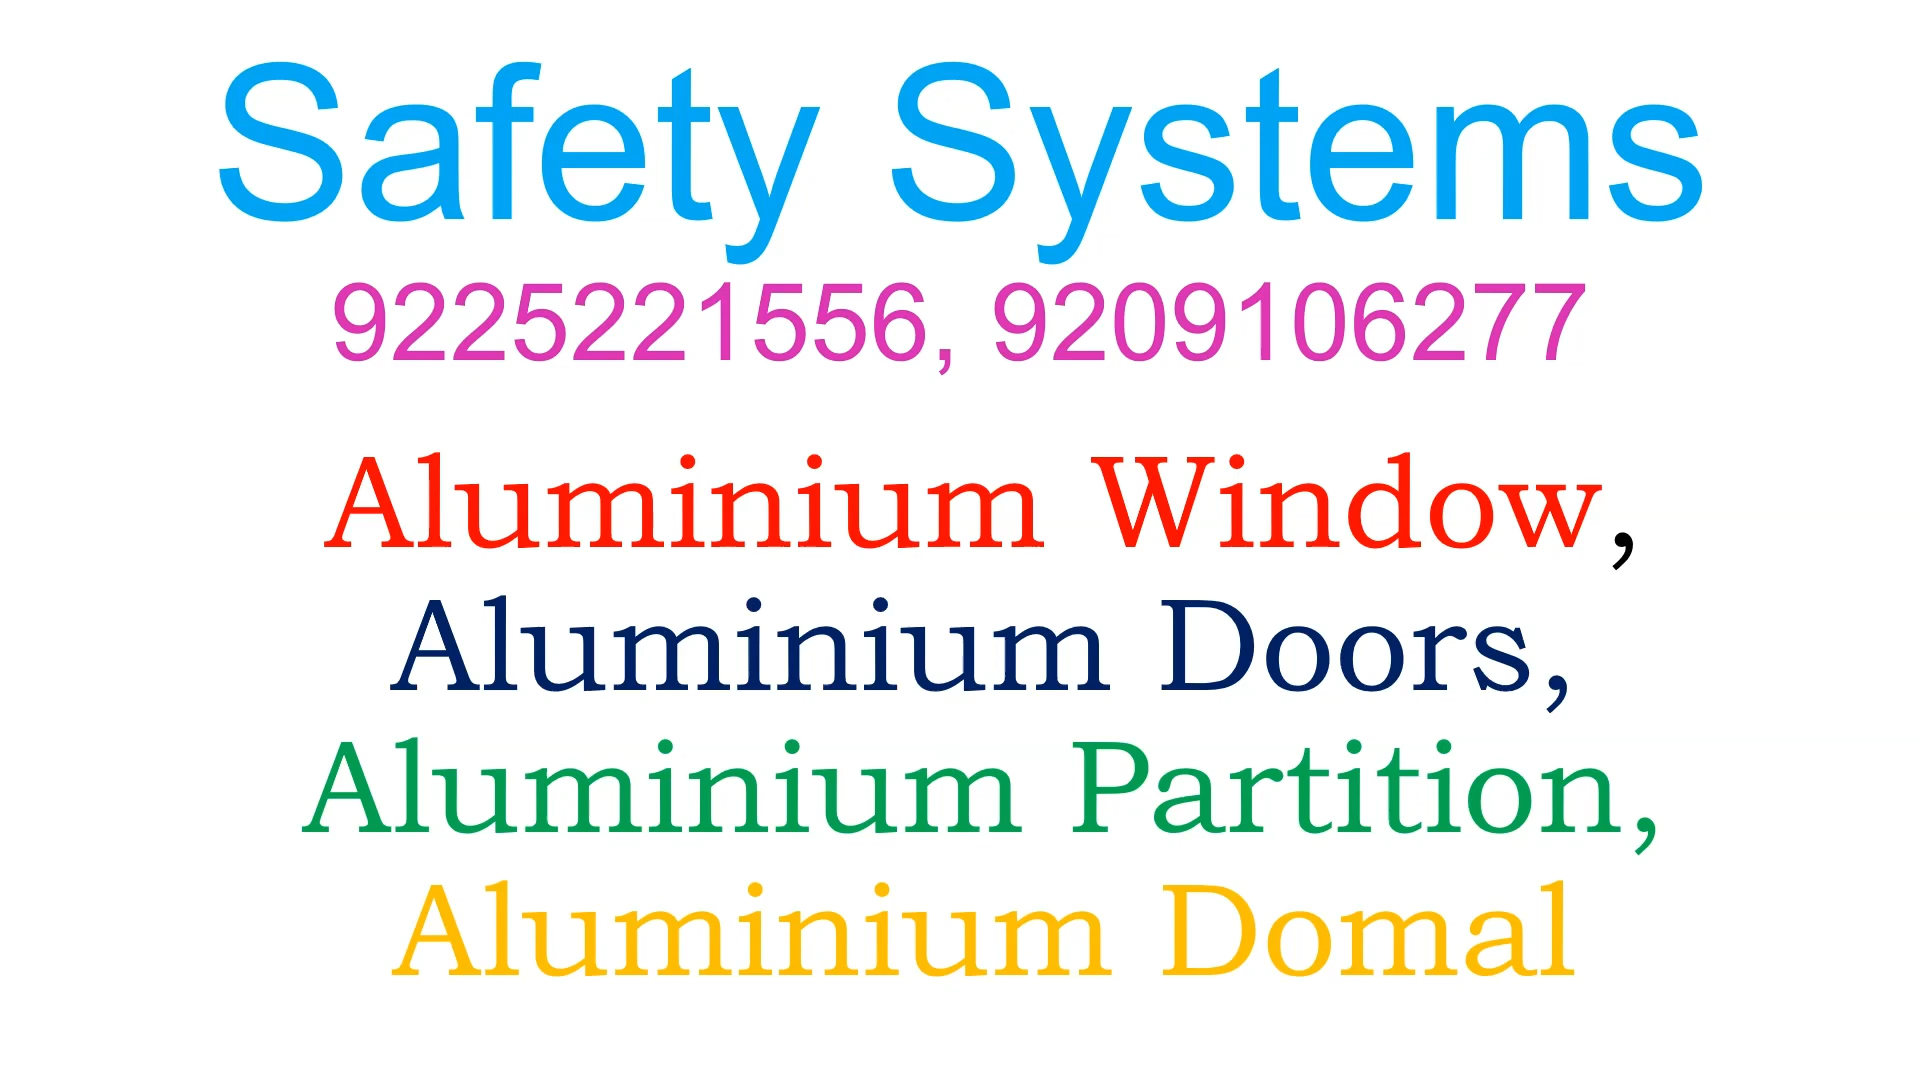 Safety Systems
9225221556, 9209106277
Aluminium Window,
Aluminium Doors,
Aluminium Partition,
Aluminium Domal